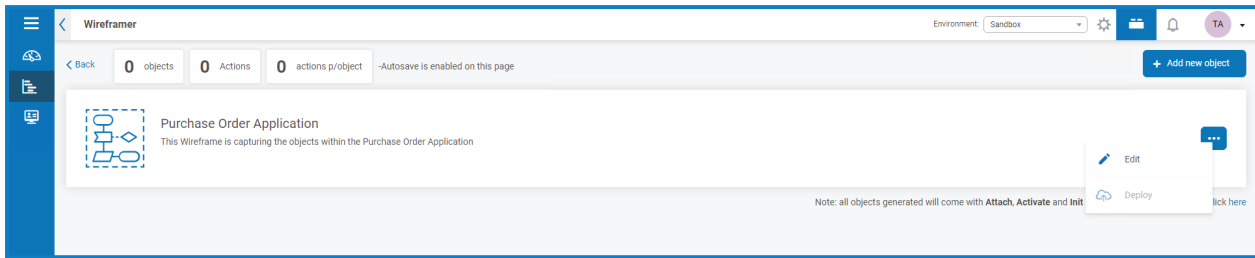 Wireframer
Environment: Sandbox
TA
Back
0 objects
0 Actions
0 actions p/object
-Autosave is enabled on this page
+ Add new object
Purchase Order Application
This Wireframe is capturing the objects within the Purchase Order Application
Edit
Deploy
Note: all objects generated will come with Attach, Activate and Init
lick here